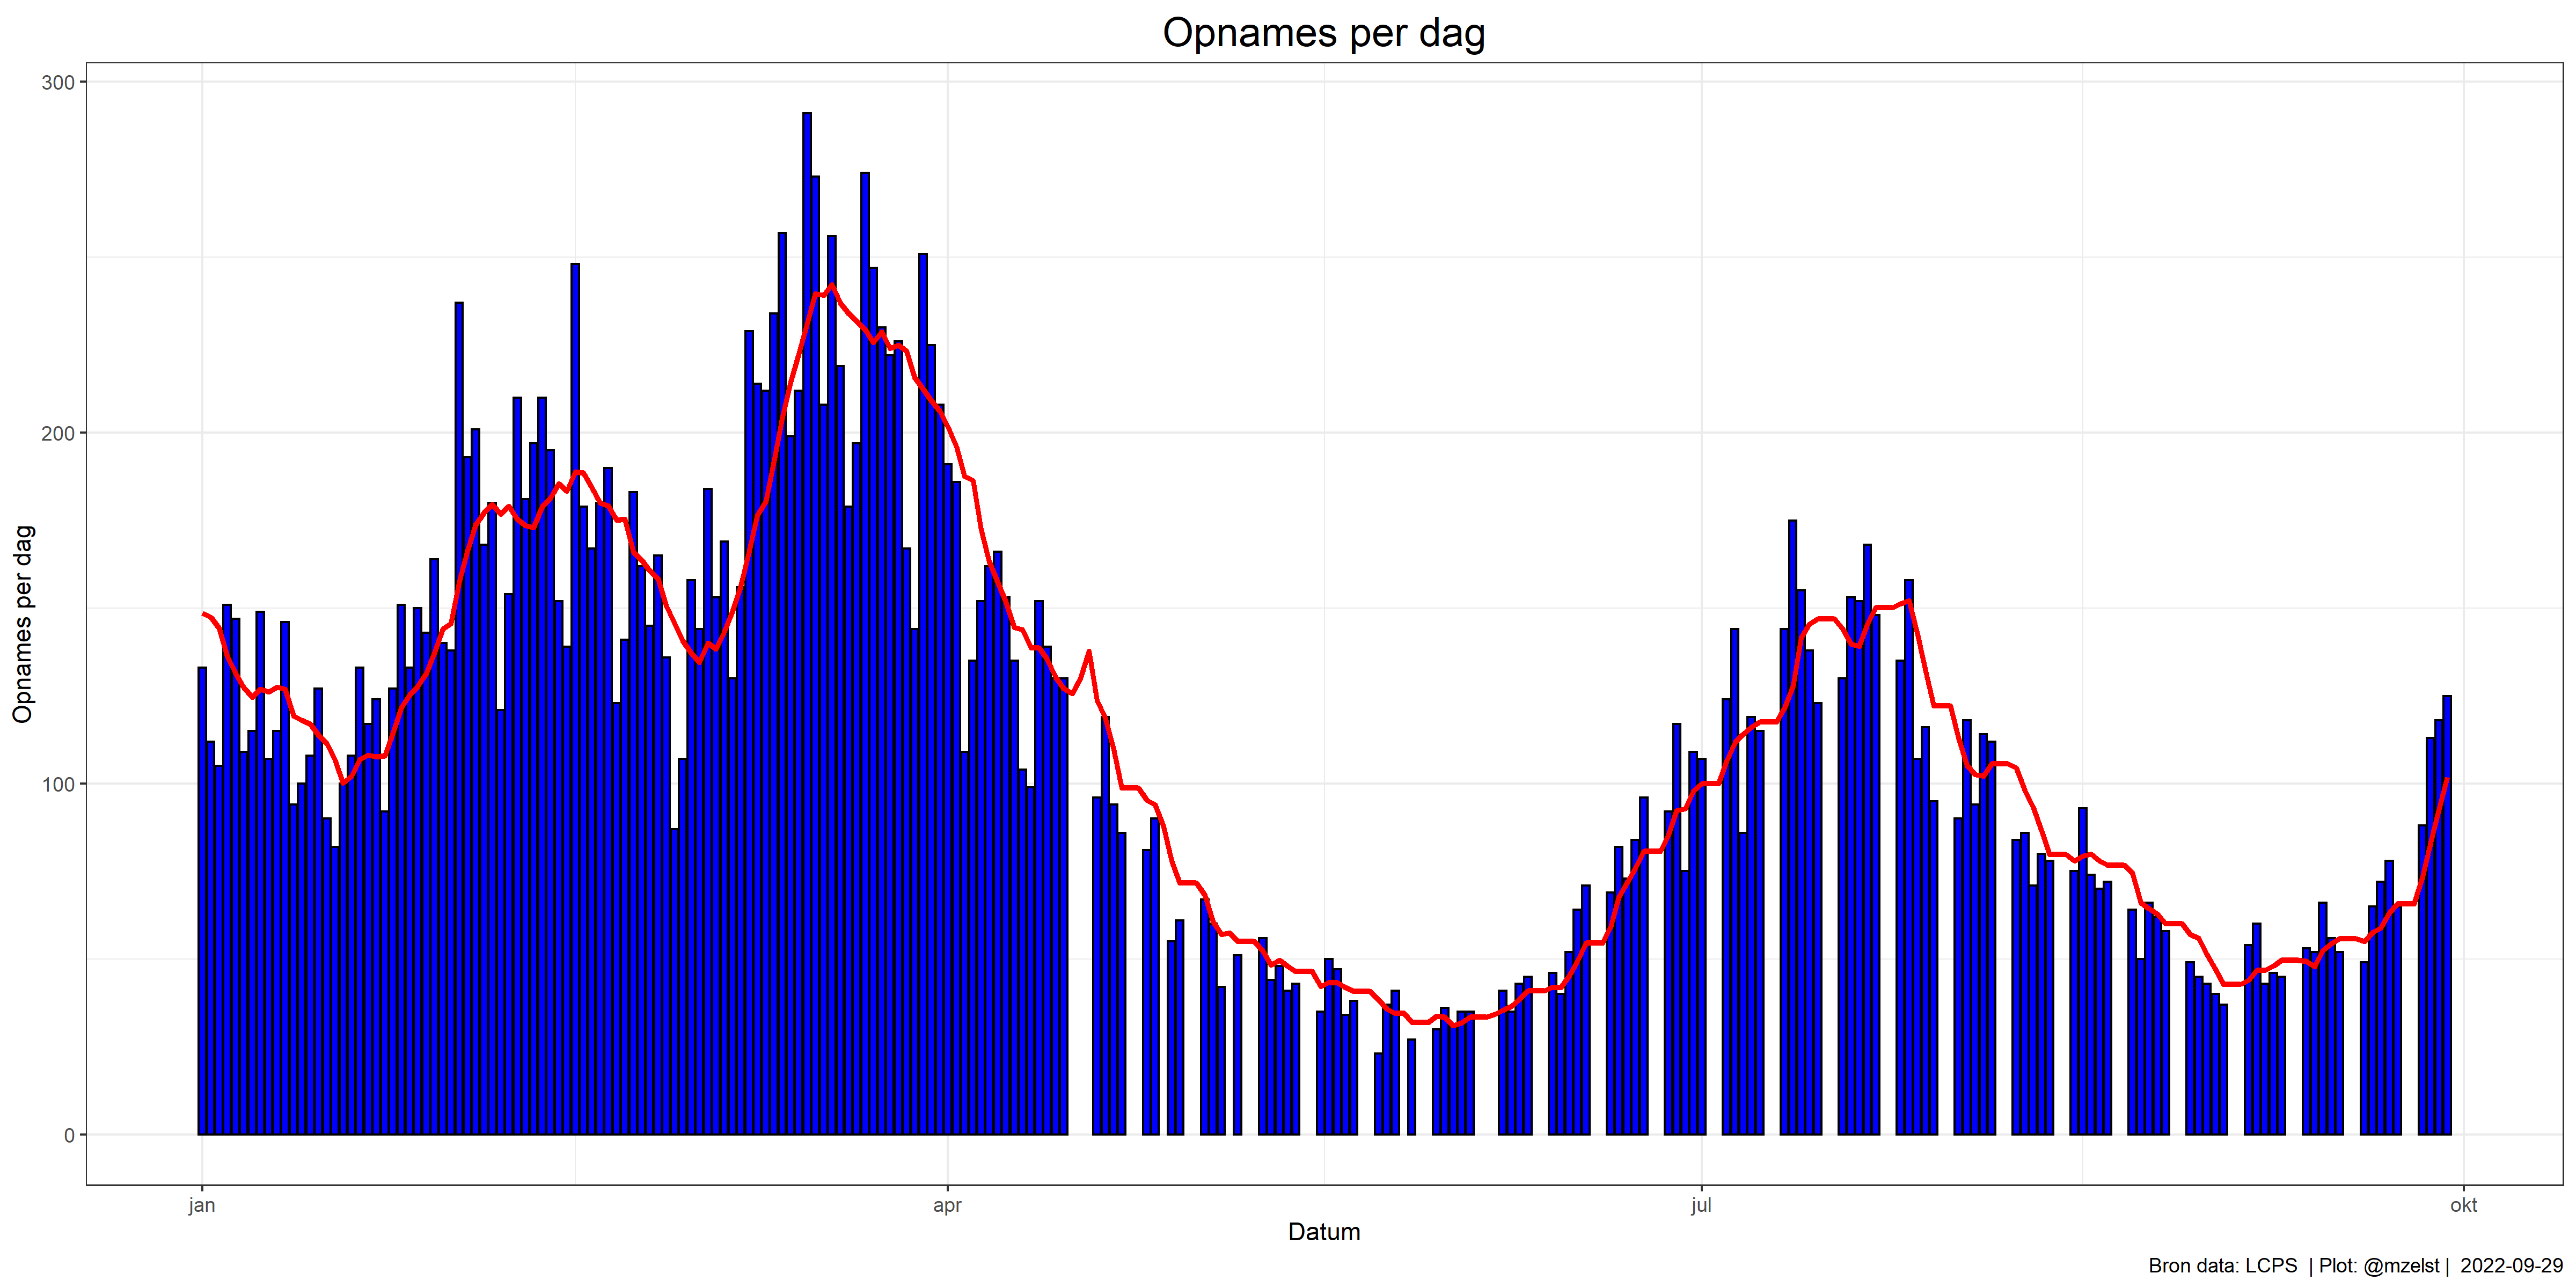 Opnames per dag
300
200
100
0
Opnames per dag
jan
apr
jul
okt
Datum
Bron data: LCPS | Plot: @mzelst | 2022-09-29